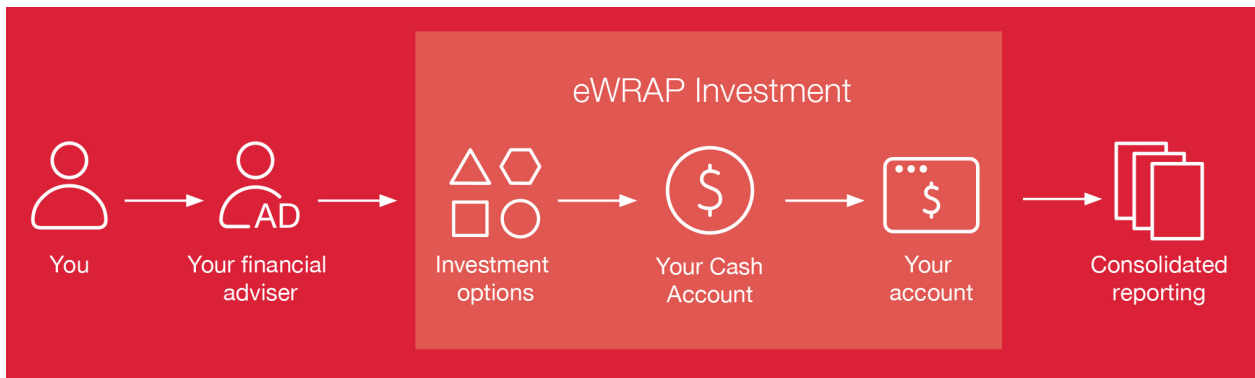 eWRAP Investment
AD
$
$
You
Your financial
adviser
Investment
options
Your Cash
Account
Your
account
Consolidated
reporting